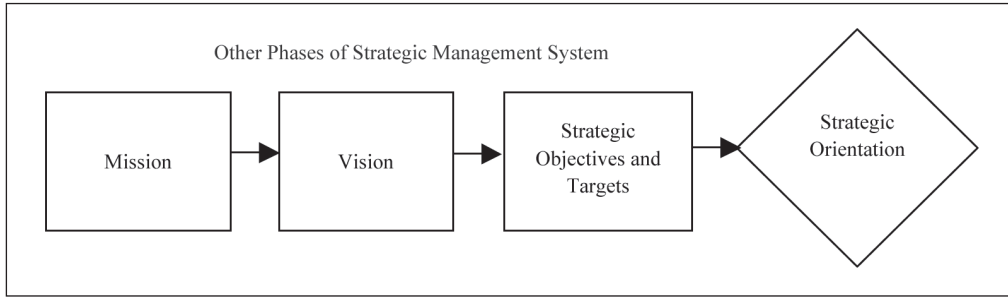 Other Phases of Strategic Management System
Mission
Vision
Strategic
Objectives and
Targets
Strategic
Orientation